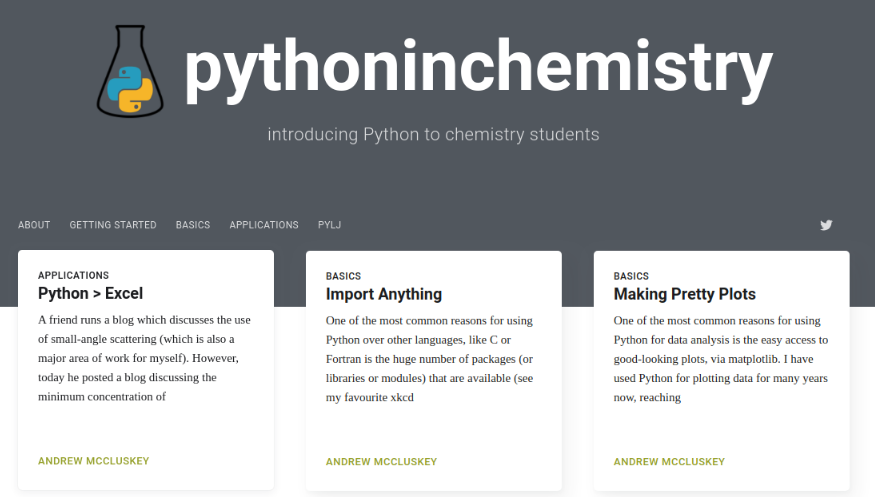 pythoninchemistry
introducing Python to chemistry students
ABOUT GETTING STARTED BASICS APPLICATIONS PYLJ
APPLICATIONS
Python > Excel
A friend runs a blog which discusses the use
of small-angle scattering (which is also a
major area of work for myself). However,
today he posted a blog discussing the
minimum concentration of
ANDREW MCCLUSKEY
BASICS
Import Anything
One of the most common reasons for using
Python over other languages, like C or
Fortran is the huge number of packages (or
libraries or modules) that are available (see
my favourite xkcd
ANDREW MCCLUSKEY
BASICS
Making Pretty Plots
One of the most common reasons for using
Python for data analysis is the easy access to
good-looking plots, via matplotlib. I have
used Python for plotting data for many years
now, reaching
ANDREW MCCLUSKEY